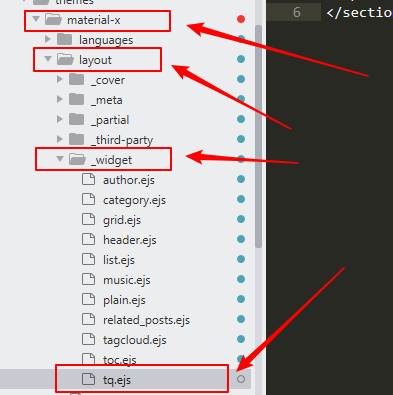 themes
material-x
languages
layout
_cover
_meta
_partial
_third-party
_widget
author.ejs
category.ejs
grid.ejs
header.ejs
list.ejs
music.ejs
plain.ejs
related_posts.ejs
tagcloud.ejs
toc.ejs
tq.ejs
6 </sectio